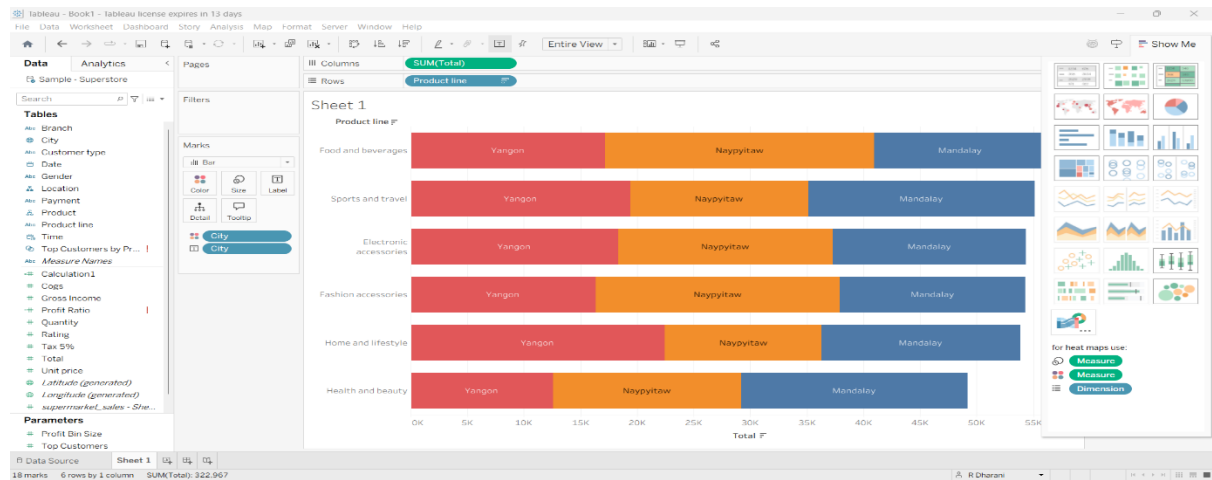 Tableau - Book1 - Tableau license expires in 13 days
File Data Worksheet Dashboard Story Analysis Map Format Server Window Help
Entire View
Show Me
Data Analytics
Sample - Superstore
Search
Tables
Abc Branch
City
Abc Customer type
Date
Abc Gender
Location
Abc Payment
Product
Abc Product line
Time
Top Customers by Pr...
Abc Measure Names
Calculation1
Cogs
Gross Income
Profit Ratio
Quantity
Rating
Tax 5%
Total
Unit price
Latitude (generated)
Longitude (generated)
supermarket_sales - She...
Parameters
Profit Bin Size
Top Customers
Pages
Filters
Marks
Bar
Color Size Label
Detail Tooltip
City
City
Columns SUM(Total)
Rows Product line
Sheet 1
Product line
Food and beverages Yangon Naypyitaw Mandalay
Sports and travel Yangon Naypyitaw Mandalay
Electronic
accessories Yangon Naypyitaw Mandalay
Fashion accessories Yangon Naypyitaw Mandalay
Home and lifestyle Yangon Naypyitaw Mandalay
Health and beauty Yangon Naypyitaw Mandalay
0K 5K 10K 15K 20K 25K 30K 35K 40K 45K 50K 55K
Total
for heat maps use:
Measure
Measure
Dimension
Data Source Sheet 1
18 marks 6 rows by 1 column SUM(Total): 322.967
R Dharani